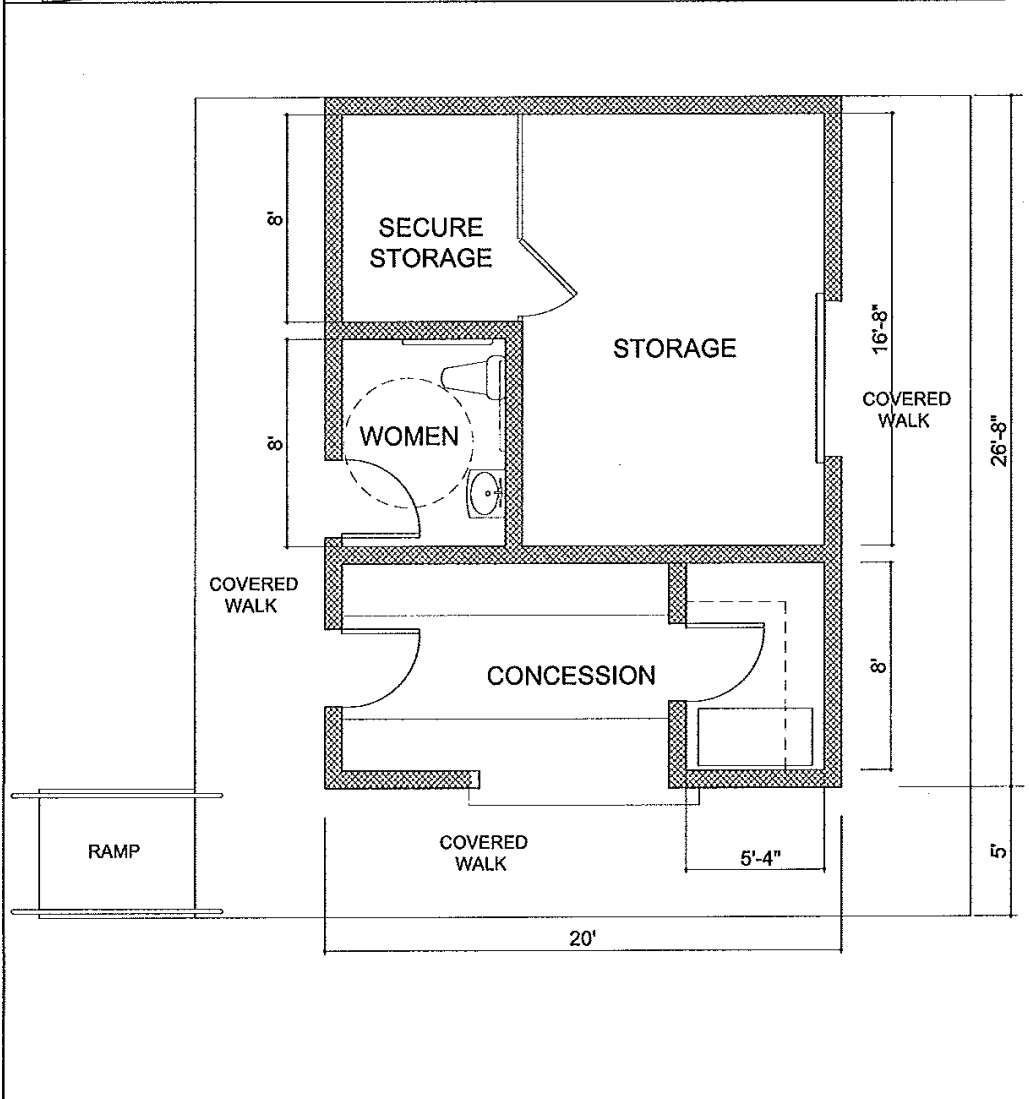 8'
SECURE
STORAGE
STORAGE
16'-8"
COVERED
WALK
26'-8"
8'
WOMEN
COVERED
WALK
CONCESSION
8'
RAMP
COVERED
WALK
5'-4"
5'
20'